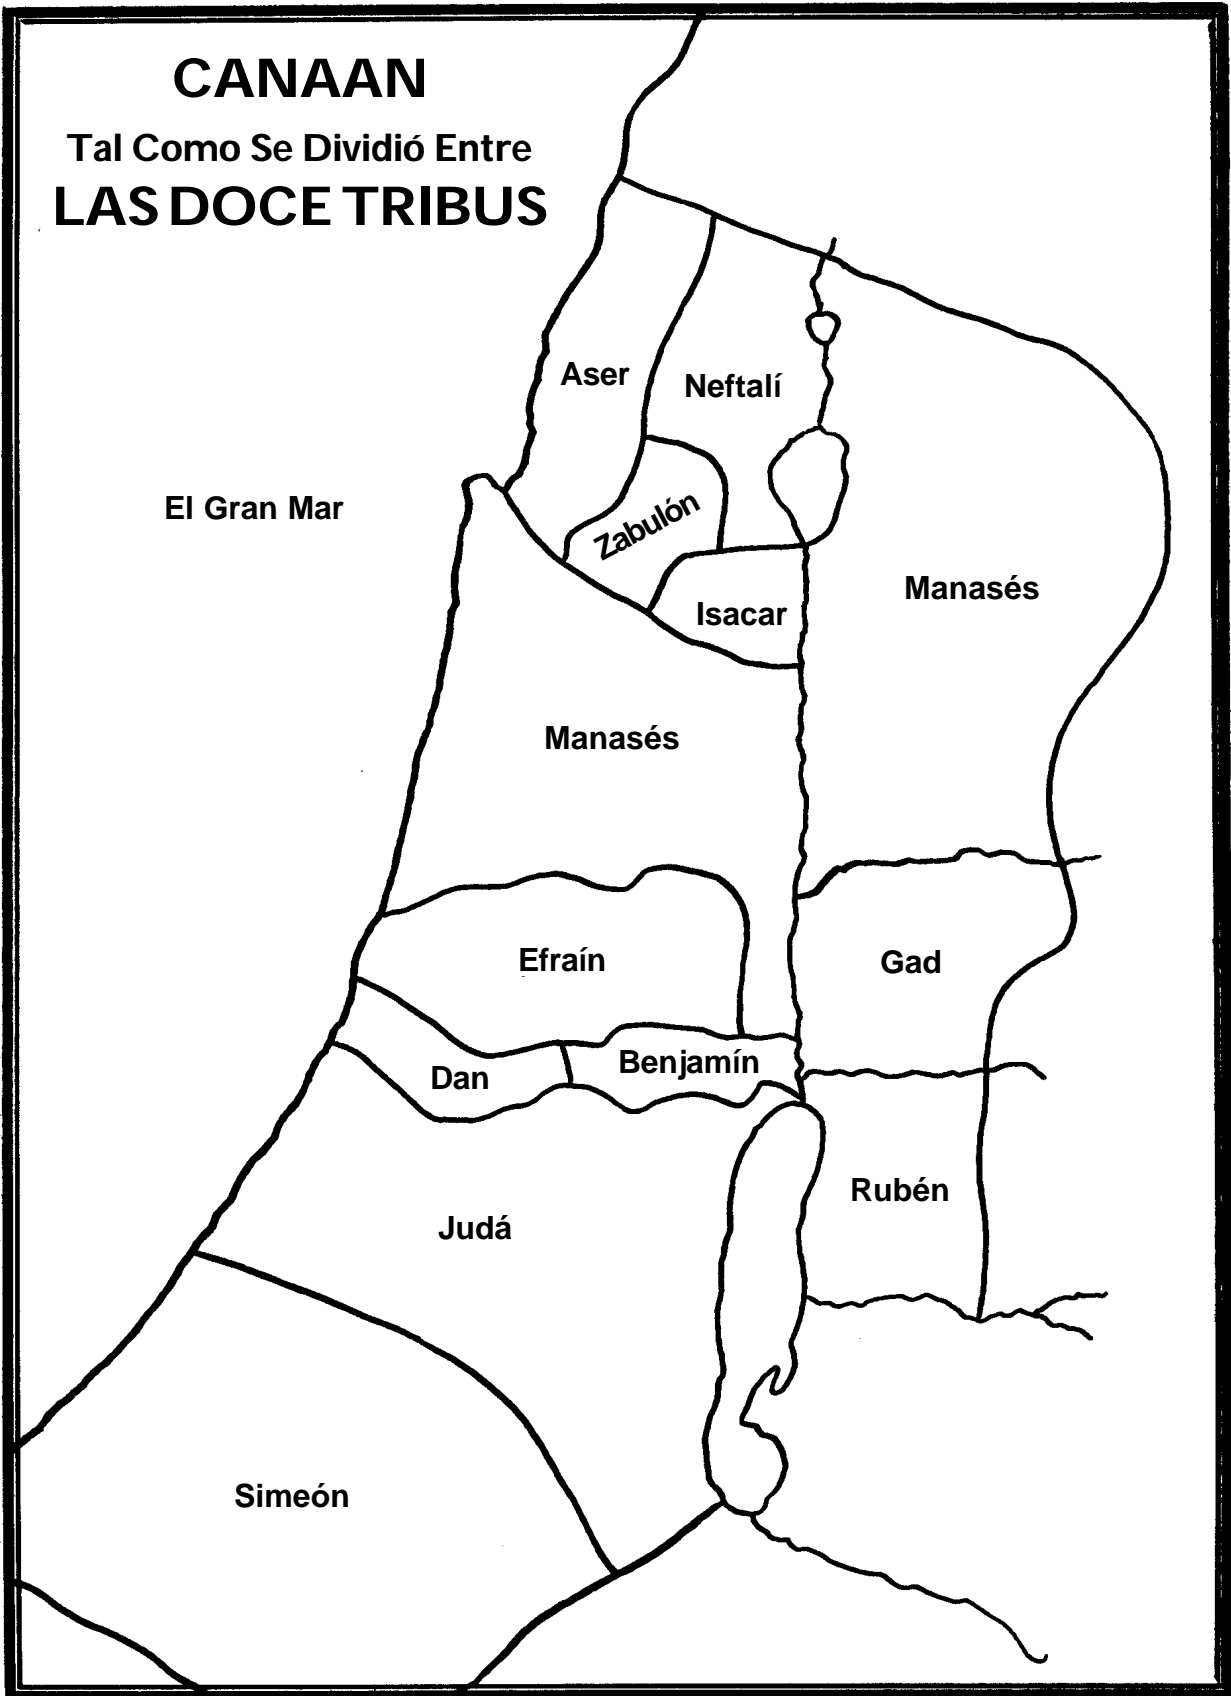 CANAAN
Tal Como Se Dividió Entre
LAS DOCE TRIBUS
Aser
Neftalí
El Gran Mar
Zabulón
Manasés
Isacar
Manasés
Efraín
Gad
Benjamín
Dan
Rubén
Judá
Simeón